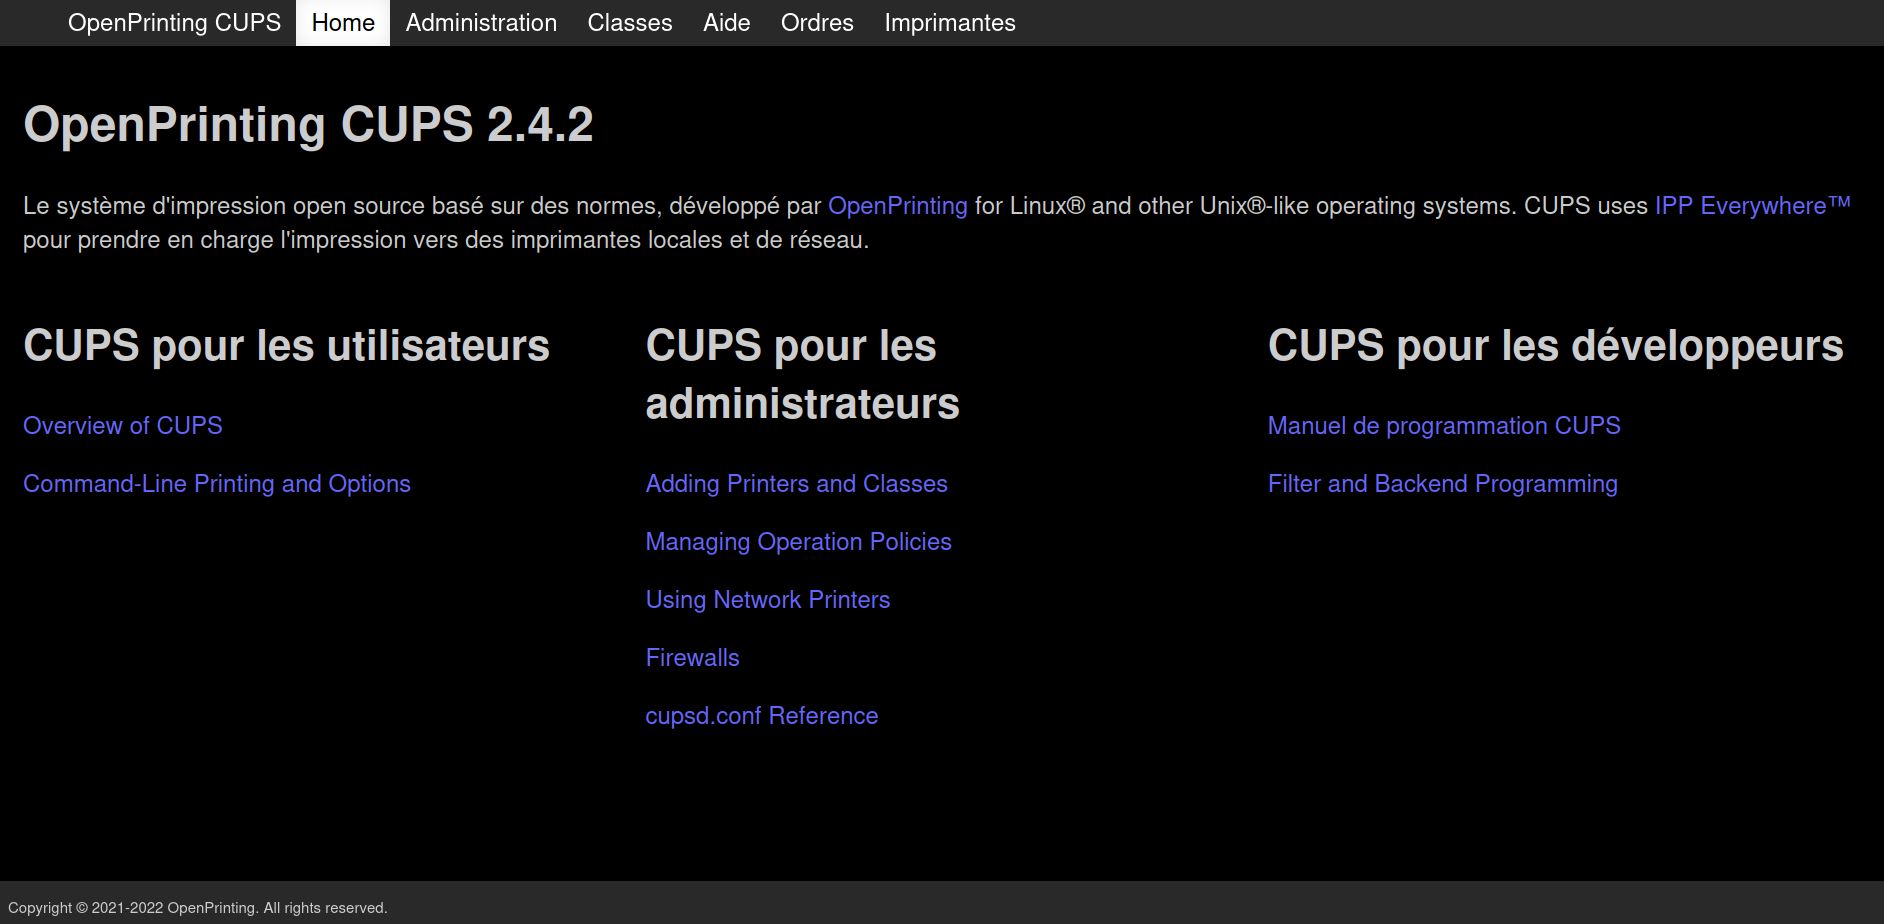 OpenPrinting CUPS Home Administration Classes Aide Ordres Imprimantes
OpenPrinting CUPS 2.4.2
Le système d'impression open source basé sur des normes, développé par OpenPrinting for Linux® and other Unix®-like operating systems. CUPS uses IPP Everywhere™
pour prendre en charge l'impression vers des imprimantes locales et de réseau.
CUPS pour les utilisateurs
Overview of CUPS
Command-Line Printing and Options
CUPS pour les
administrateurs
Adding Printers and Classes
Managing Operation Policies
Using Network Printers
Firewalls
cupsd.conf Reference
CUPS pour les développeurs
Manuel de programmation CUPS
Filter and Backend Programming
Copyright © 2021-2022 OpenPrinting. All rights reserved.